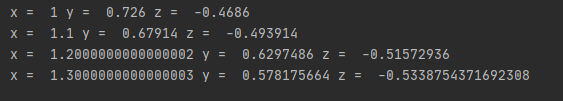 x =  1 y =  0.726 z =  -0.4686
x =  1.1 y =  0.67914 z =  -0.493914
x =  1.2000000000000002 y =  0.6297486 z =  -0.51572936
x =  1.3000000000000003 y =  0.578175664 z =  -0.5338754371692308